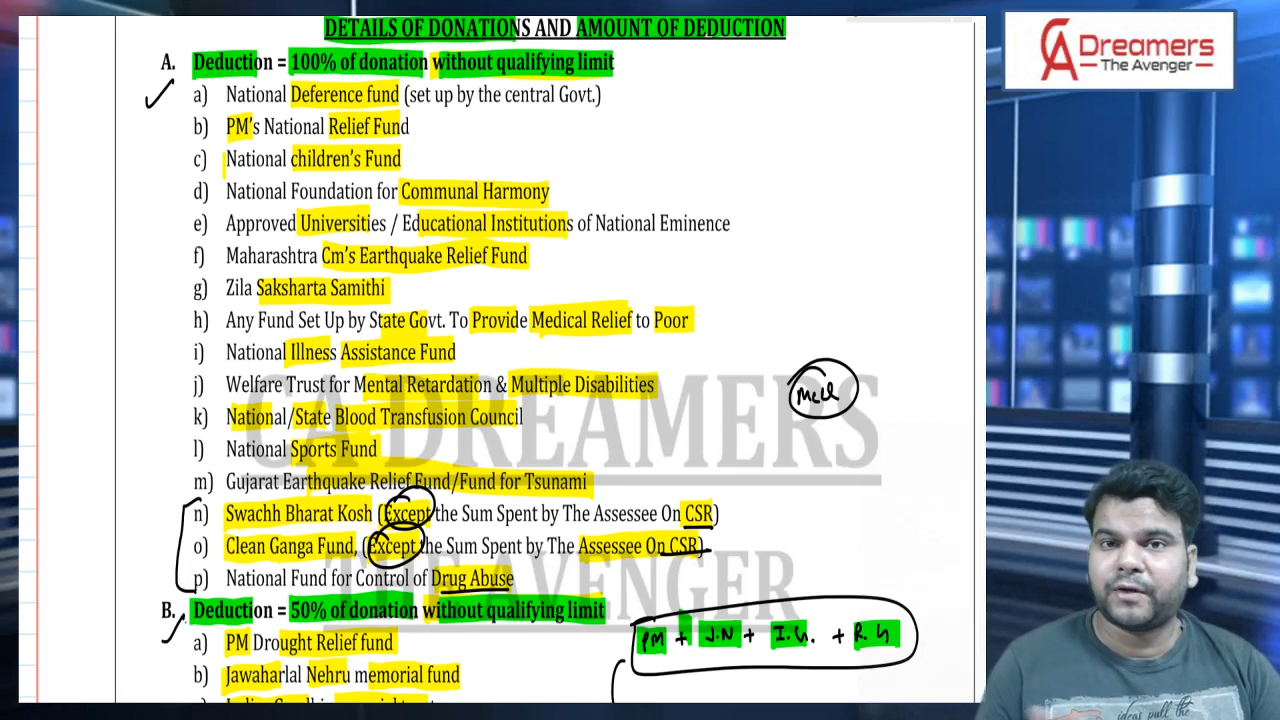 DETAILS OF DONATIONS AND AMOUNT OF DEDUCTION
A. Deduction = 100% of donation without qualifying limit
a) National Deference fund (set up by the central Govt.)
b) PM's National Relief Fund
c) National children's Fund
d) National Foundation for Communal Harmony
e) Approved Universities / Educational Institutions of National Eminence
f) Maharashtra Cm's Earthquake Relief Fund
g) Zila Saksharta Samithi
h) Any Fund Set Up by State Govt. To Provide Medical Relief to Poor
i) National Illness Assistance Fund
j) Welfare Trust for Mental Retardation & Multiple Disabilities
k) National/State Blood Transfusion Council
l) National Sports Fund
m) Gujarat Earthquake Relief Fund/Fund for Tsunami
n) Swachh Bharat Kosh (Except the Sum Spent by The Assessee On CSR)
o) Clean Ganga Fund, (Except the Sum Spent by The Assessee On CSR)
p) National Fund for Control of Drug Abuse
B. Deduction = 50% of donation without qualifying limit
a) PM Drought Relief fund
b) Jawaharlal Nehru memorial fund
PM + J.N + I.G. + R.G
CA DREAMERS
THE AVENGER
CA Dreamers
The Avenger
ideas pull the